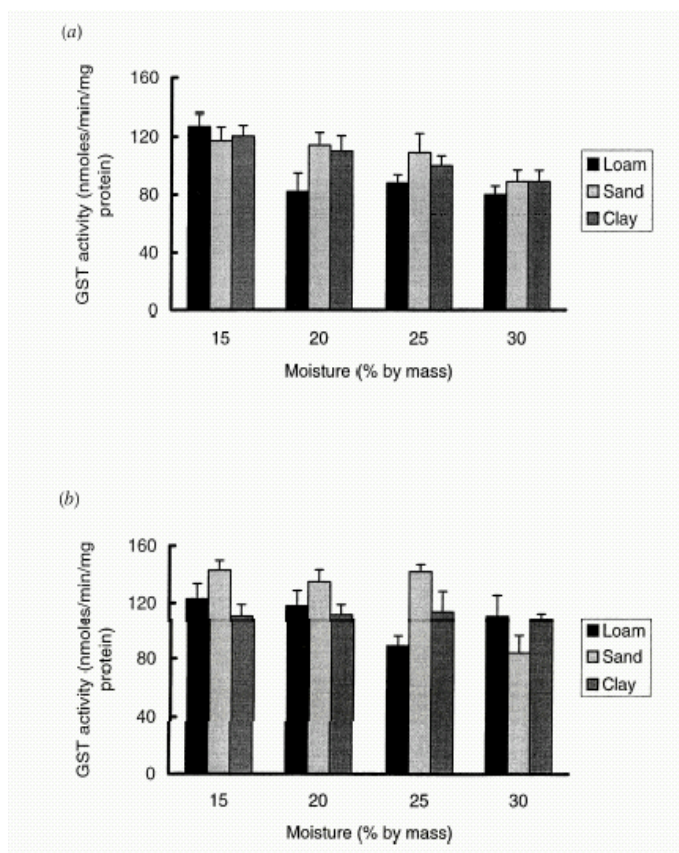 (a)
160
120
80
40
0
GST activity (nmoles/min/mg
protein)
15 20 25 30
Moisture (% by mass)
Loam
Sand
Clay
(b)
160
120
80
40
0
GST activity (nmoles/min/mg
protein)
15 20 25 30
Moisture (% by mass)
Loam
Sand
Clay